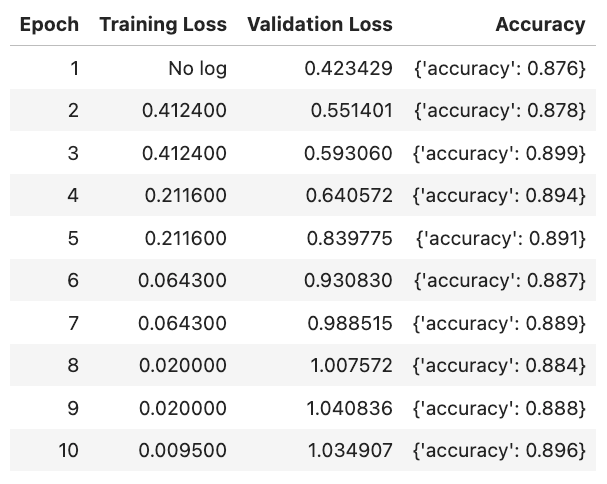 Epoch Training Loss Validation Loss Accuracy
1 No log 0.423429 {'accuracy': 0.876}
2 0.412400 0.551401 {'accuracy': 0.878}
3 0.412400 0.593060 {'accuracy': 0.899}
4 0.211600 0.640572 {'accuracy': 0.894}
5 0.211600 0.839775 {'accuracy': 0.891}
6 0.064300 0.930830 {'accuracy': 0.887}
7 0.064300 0.988515 {'accuracy': 0.889}
8 0.020000 1.007572 {'accuracy': 0.884}
9 0.020000 1.040836 {'accuracy': 0.888}
10 0.009500 1.034907 {'accuracy': 0.896}